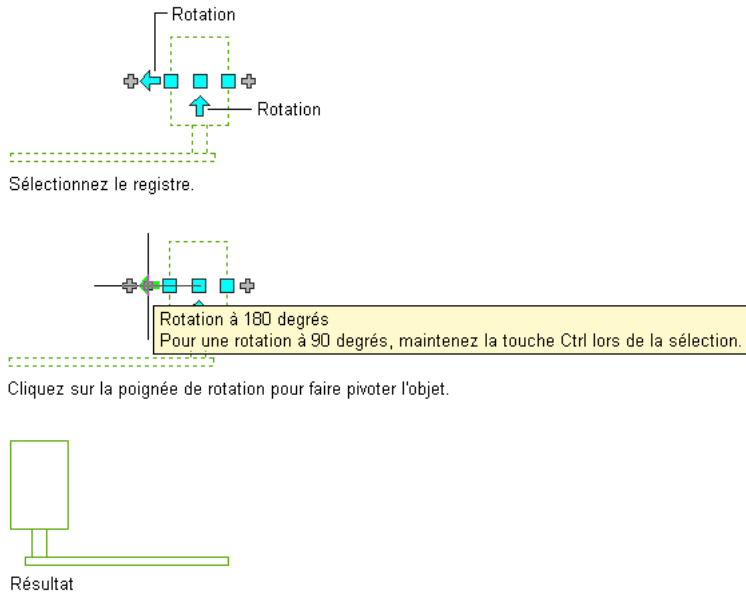 Rotation
Rotation
Sélectionnez le registre.
Rotation à 180 degrés
Pour une rotation à 90 degrés, maintenez la touche Ctrl lors de la sélection.
Cliquez sur la poignée de rotation pour faire pivoter l'objet.
Résultat